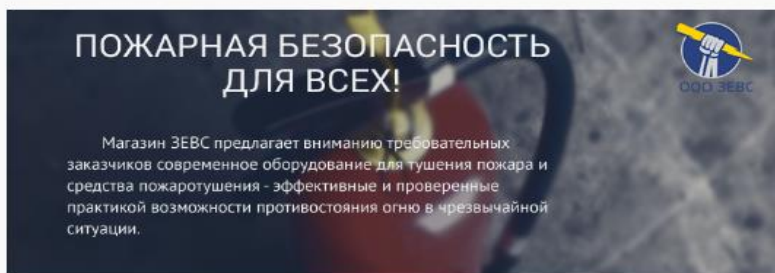 ПОЖАРНАЯ БЕЗОПАСНОСТЬ
ДЛЯ ВСЕХ!
ООО ЗЕВС
Магазин ЗЕВС предлагает вниманию требовательных
заказчиков современное оборудование для тушения пожара и
средства пожаротушения - эффективные и проверенные
практикой возможности противостояния огню в чрезвычайной
ситуации.